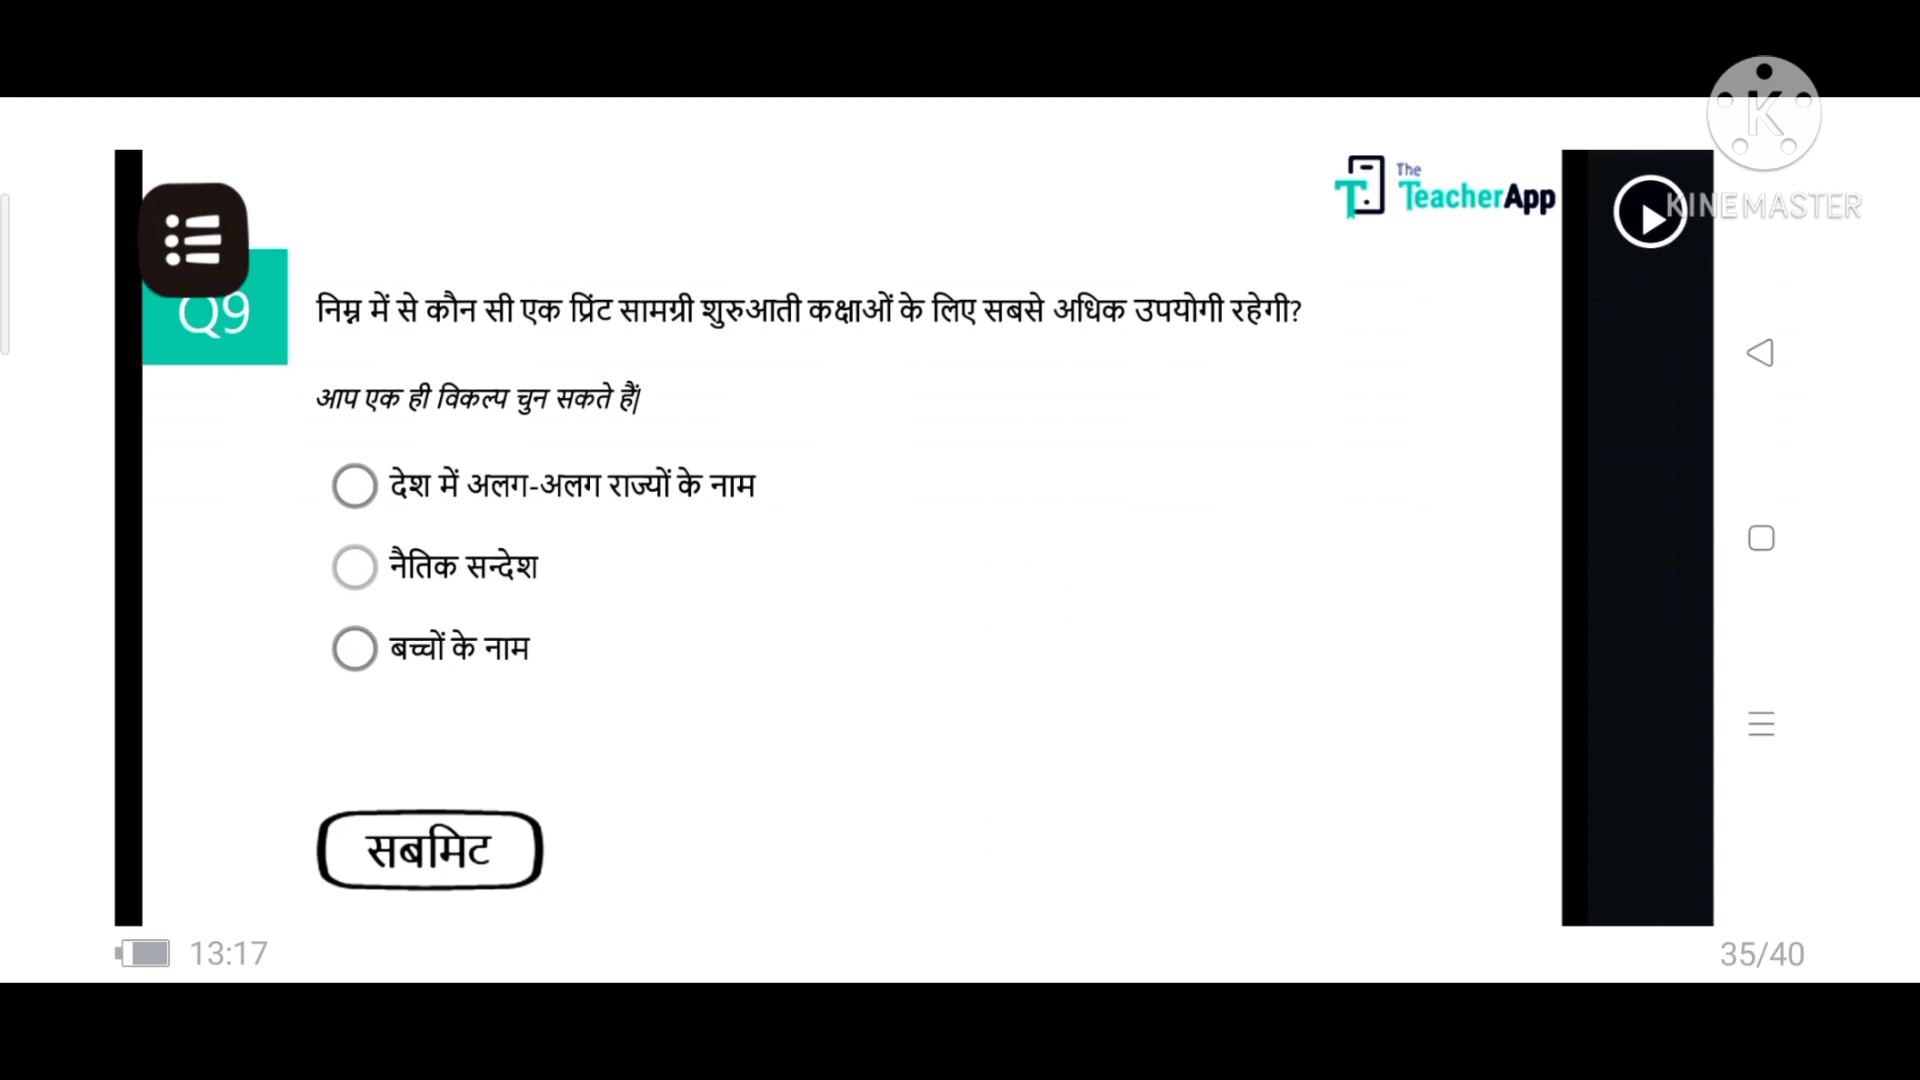 K
KINEMASTER
The
TeacherApp
Q9
निम्न में से कौन सी एक प्रिंट सामग्री शुरुआती कक्षाओं के लिए सबसे अधिक उपयोगी रहेगी?
आप एक ही विकल्प चुन सकते हैं|
देश में अलग-अलग राज्यों के नाम
नैतिक सन्देश
बच्चों के नाम
सबमिट
13:17
35/40